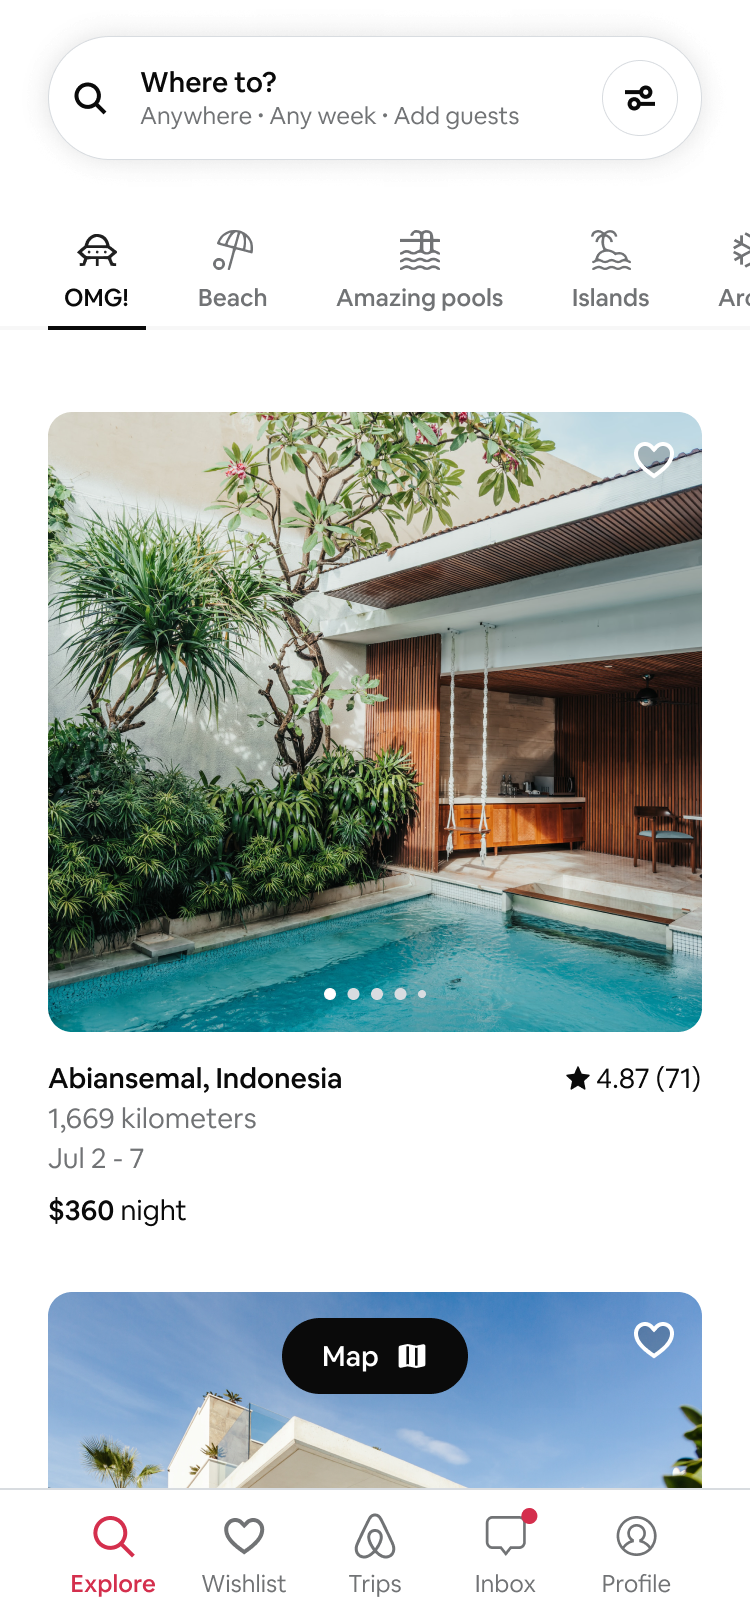 Where to?
Anywhere • Any week • Add guests
OMG!
Beach
Amazing pools
Islands
Abiansemal, Indonesia
4.87 (71)
1,669 kilometers
Jul 2 - 7
$360 night
Map
Explore
Wishlist
Trips
Inbox
Profile